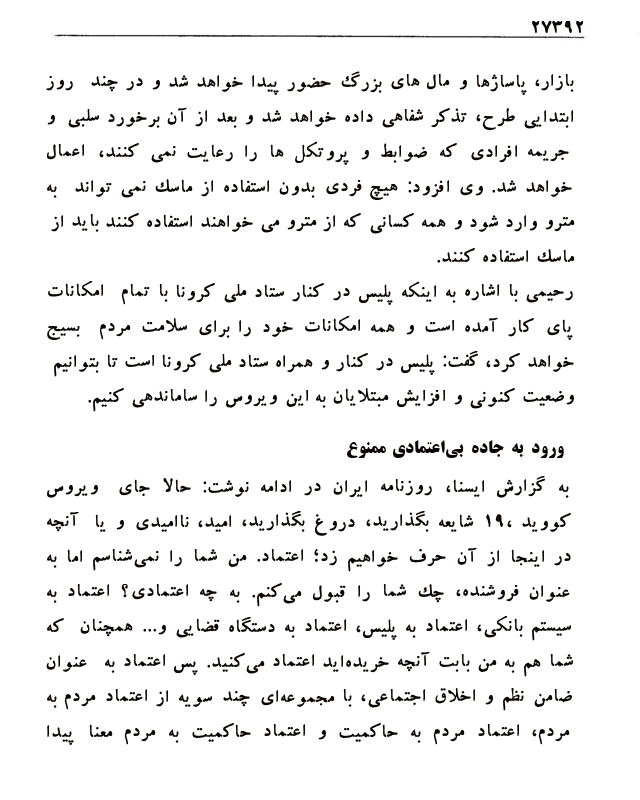 ۲۷۳۹۲
بازار، پاساژها و مال های بزرگ حضور پیدا خواهد شد و در چند روز
ابتدایی طرح، تذکر شفاهی داده خواهد شد و بعد از آن برخورد سلبی و
جریمه افرادی که ضوابط و پروتکل ها را رعایت نمی کنند، اعمال
خواهد شد. وی افزود: هیچ فردی بدون استفاده از ماسك نمی تواند به
مترو وارد شود و همه کسانی که از مترو می خواهند استفاده کنند باید از
ماسك استفاده کنند.
رحیمی با اشاره به اینکه پلیس در کنار ستاد ملی کرونا با تمام امکانات
پای کار آمده است و همه امکانات خود را برای سلامت مردم بسیج
خواهد کرد، گفت: پلیس در کنار و همراه ستاد ملی کرونا است تا بتوانیم
وضعیت کنونی و افزایش مبتلایان به این ویروس را ساماندهی کنیم.
ورود به جاده بی‌اعتمادی ممنوع
به گزارش ایسنا، روزنامه ایران در ادامه نوشت: حالا جای ویروس
کووید ،۱۹ شایعه بگذارید، دروغ بگذارید، امید، ناامیدی و یا آنچه
در اینجا از آن حرف خواهیم زد؛ اعتماد. من شما را نمی‌شناسم اما به
عنوان فروشنده، چك شما را قبول می‌کنم. به چه اعتمادی؟ اعتماد به
سیستم بانکی، اعتماد به پلیس، اعتماد به دستگاه قضایی و... همچنان که
شما هم به من بابت آنچه خریده‌اید اعتماد می‌کنید. پس اعتماد به عنوان
ضامن نظم و اخلاق اجتماعی، با مجموعه‌ای چند سویه از اعتماد مردم به
مردم، اعتماد مردم به حاکمیت و اعتماد حاکمیت به مردم معنا پیدا